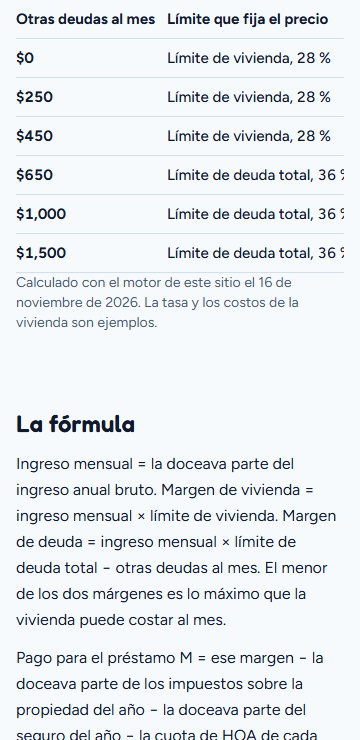 Otras deudas al mes Límite que fija el precio
$0 Límite de vivienda, 28 %
$250 Límite de vivienda, 28 %
$450 Límite de vivienda, 28 %
$650 Límite de deuda total, 36 %
$1,000 Límite de deuda total, 36 %
$1,500 Límite de deuda total, 36 %
Calculado con el motor de este sitio el 16 de
noviembre de 2026. La tasa y los costos de la
vivienda son ejemplos.
La fórmula
Ingreso mensual = la doceava parte del
ingreso anual bruto. Margen de vivienda =
ingreso mensual × límite de vivienda. Margen
de deuda = ingreso mensual × límite de
deuda total − otras deudas al mes. El menor
de los dos márgenes es lo máximo que la
vivienda puede costar al mes.
Pago para el préstamo M = ese margen − la
doceava parte de los impuestos sobre la
propiedad del año − la doceava parte del
seguro del año − la cuota de HOA de cada